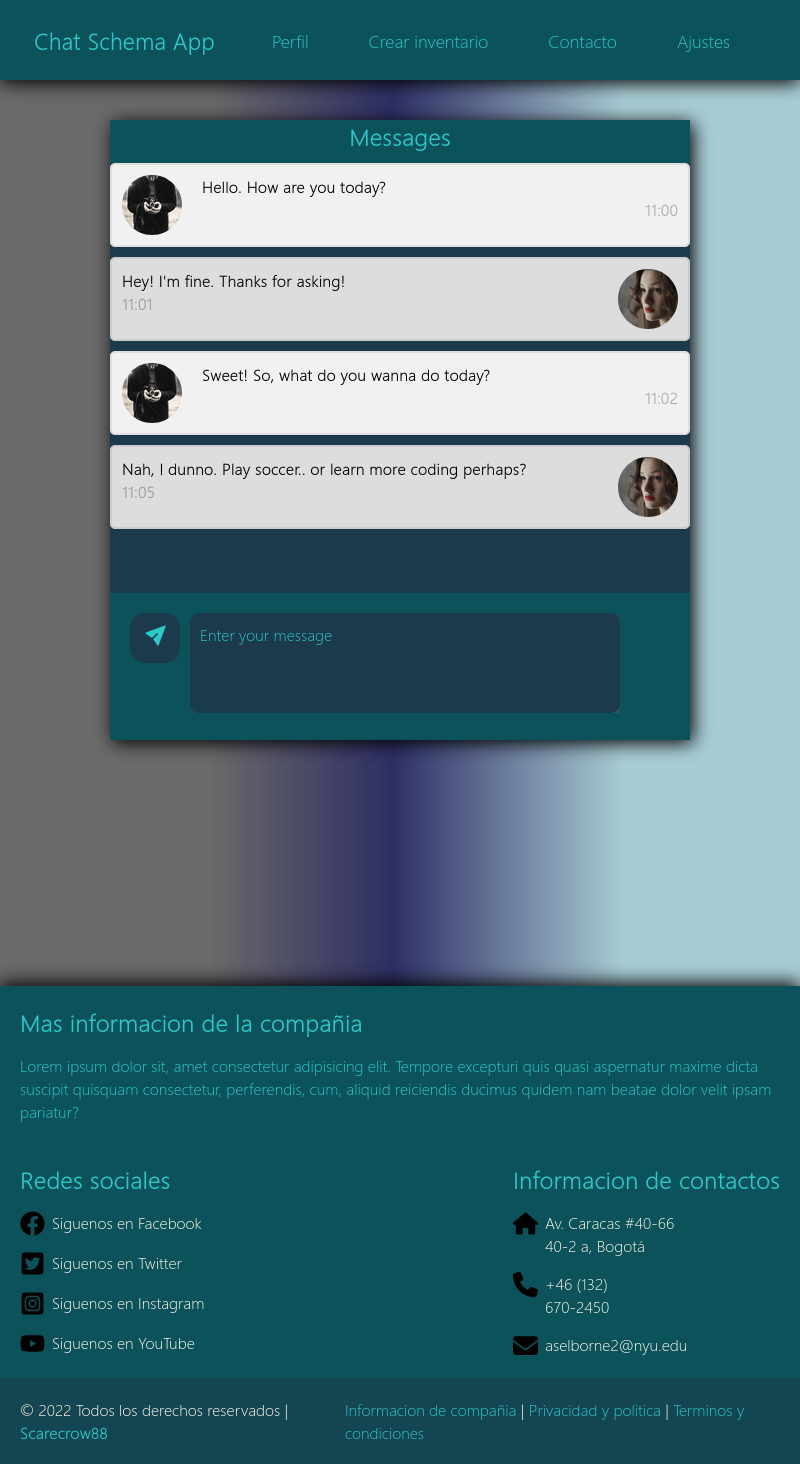 Chat Schema App
Perfil
Crear inventario
Contacto
Ajustes
Messages
Hello. How are you today?
11:00
Hey! I'm fine. Thanks for asking!
11:01
Sweet! So, what do you wanna do today?
11:02
Nah, I dunno. Play soccer.. or learn more coding perhaps?
11:05
Enter your message
Mas informacion de la compañia
Lorem ipsum dolor sit, amet consectetur adipisicing elit. Tempore excepturi quis quasi aspernatur maxime dicta
suscipit quisquam consectetur, perferendis, cum, aliquid reiciendis ducimus quidem nam beatae dolor velit ipsam
pariatur?
Redes sociales
Siguenos en Facebook
Siguenos en Twitter
Siguenos en Instagram
Siguenos en YouTube
Informacion de contactos
Av. Caracas #40-66
40-2 a, Bogotá
+46 (132)
670-2450
aselborne2@nyu.edu
© 2022 Todos los derechos reservados |
Scarecrow88
Informacion de compañia | Privacidad y politica | Terminos y
condiciones